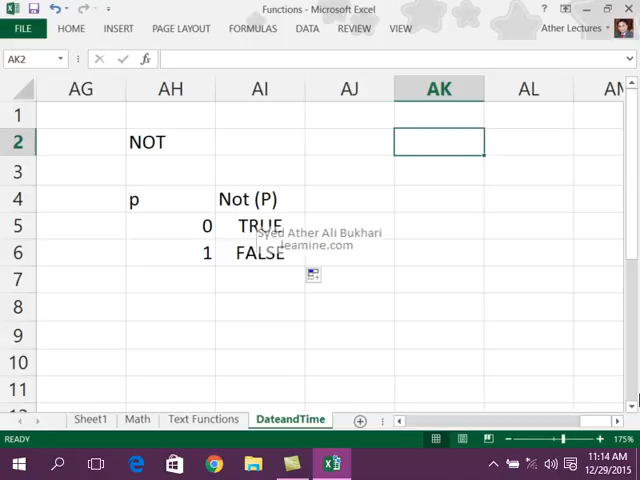 Functions - Microsoft Excel
FILE HOME INSERT PAGE LAYOUT FORMULAS DATA REVIEW VIEW Ather Lectures
AK2
AG AH AI AJ AK AL AM
1
2 NOT
3
4 p Not (P)
5 0 TRUE
Syed Ather Ali Bukhari
learnine.com
6 1 FALSE
7
8
9
10
11
Sheet1 Math Text Functions DateandTime
READY 175%
11:14 AM
12/29/2015